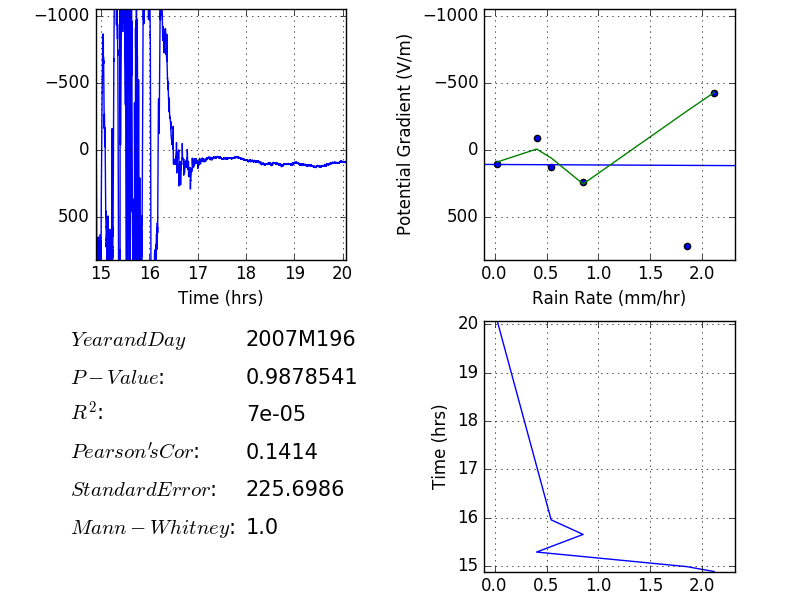 −1000
−500
0
500
15 16 17 18 19 20
Time (hrs)
Potential Gradient (V/m)
−1000
−500
0
500
0.0 0.5 1.0 1.5 2.0
Rain Rate (mm/hr)
YearandDay 2007M196
P−Value: 0.9878541
R²: 7e-05
Pearson'sCor: 0.1414
StandardError: 225.6986
Mann−Whitney: 1.0
Time (hrs)
20
19
18
17
16
15
0.0 0.5 1.0 1.5 2.0